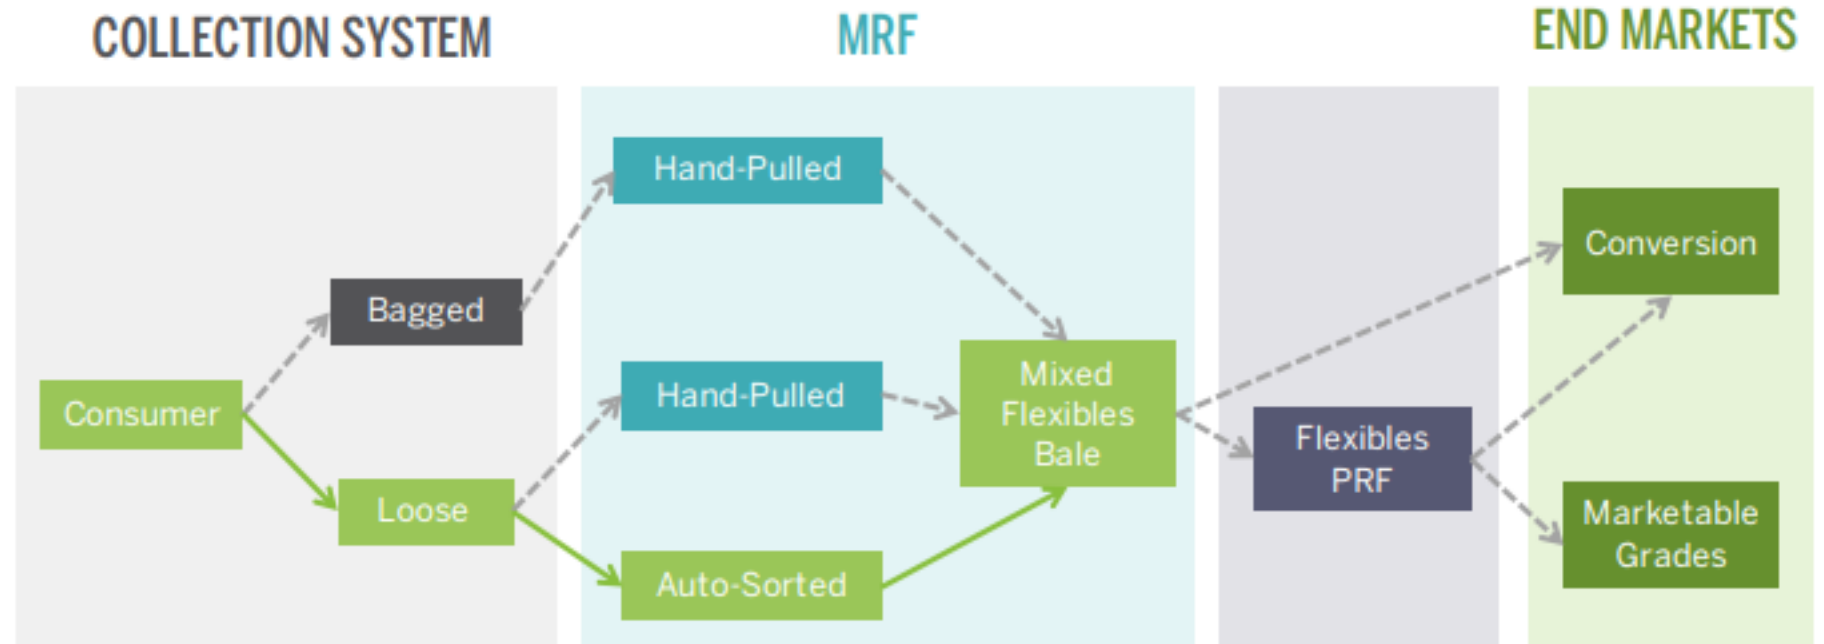 COLLECTION SYSTEM
MRF
END MARKETS
Hand-Pulled
Conversion
Bagged
Mixed
Flexibles
Bale
Hand-Pulled
Consumer
Flexibles
PRF
Loose
Marketable
Grades
Auto-Sorted